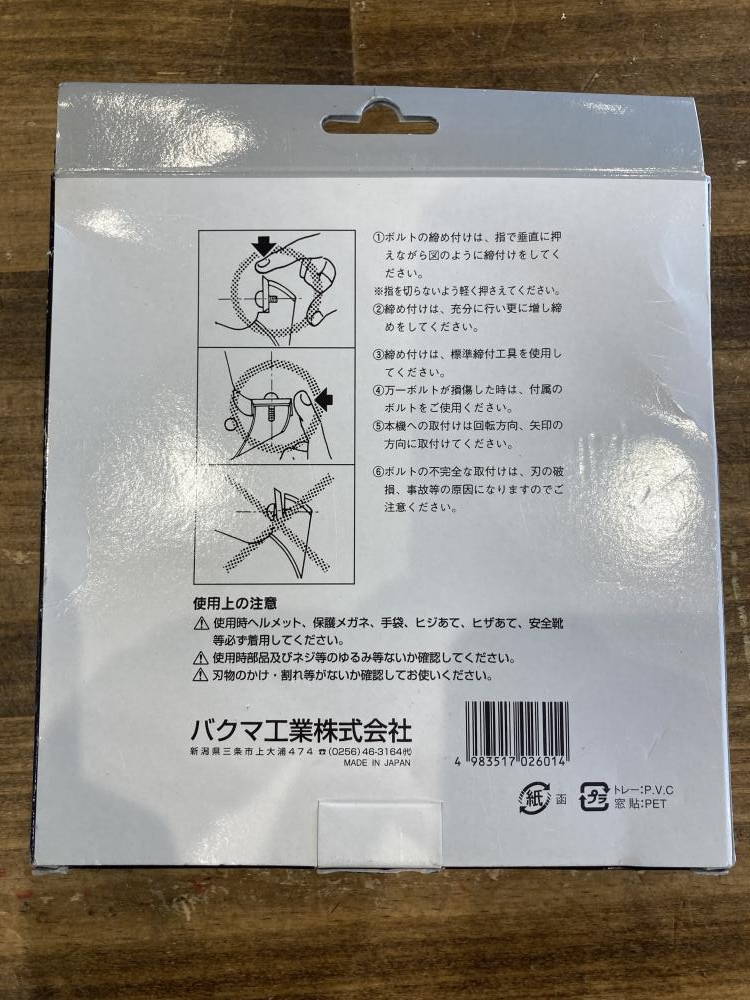 ①ボルトの締め付けは、指で垂直に押
えながら図のように締付けをしてく
ださい。
※指を切らないよう軽く押さえてください。
②締め付けは、充分に行い更に増し締
めをしてください。
③締め付けは、標準締付工具を使用し
てください。
④万一ボルトが損傷した時は、付属の
ボルトをご使用ください。
⑤本機への取付けは回転方向、矢印の
方向に取付けてください。
⑥ボルトの不完全な取付けは、刃の破
損、事故等の原因になりますのでご
注意ください。
使用上の注意
⚠ 使用時ヘルメット、保護メガネ、手袋、ヒジあて、ヒザあて、安全靴
等必ず着用してください。
⚠ 使用時部品及びネジ等のゆるみ等ないか確認してください。
⚠ 刃物のかけ・割れ等がないか確認してお使いください。
バクマ工業株式会社
新潟県三条市上大浦474 ☎(0256)46-3164㈹
MADE IN JAPAN
4 983517 026014
紙 函
プラ トレー:P.V.C
窓貼:PET